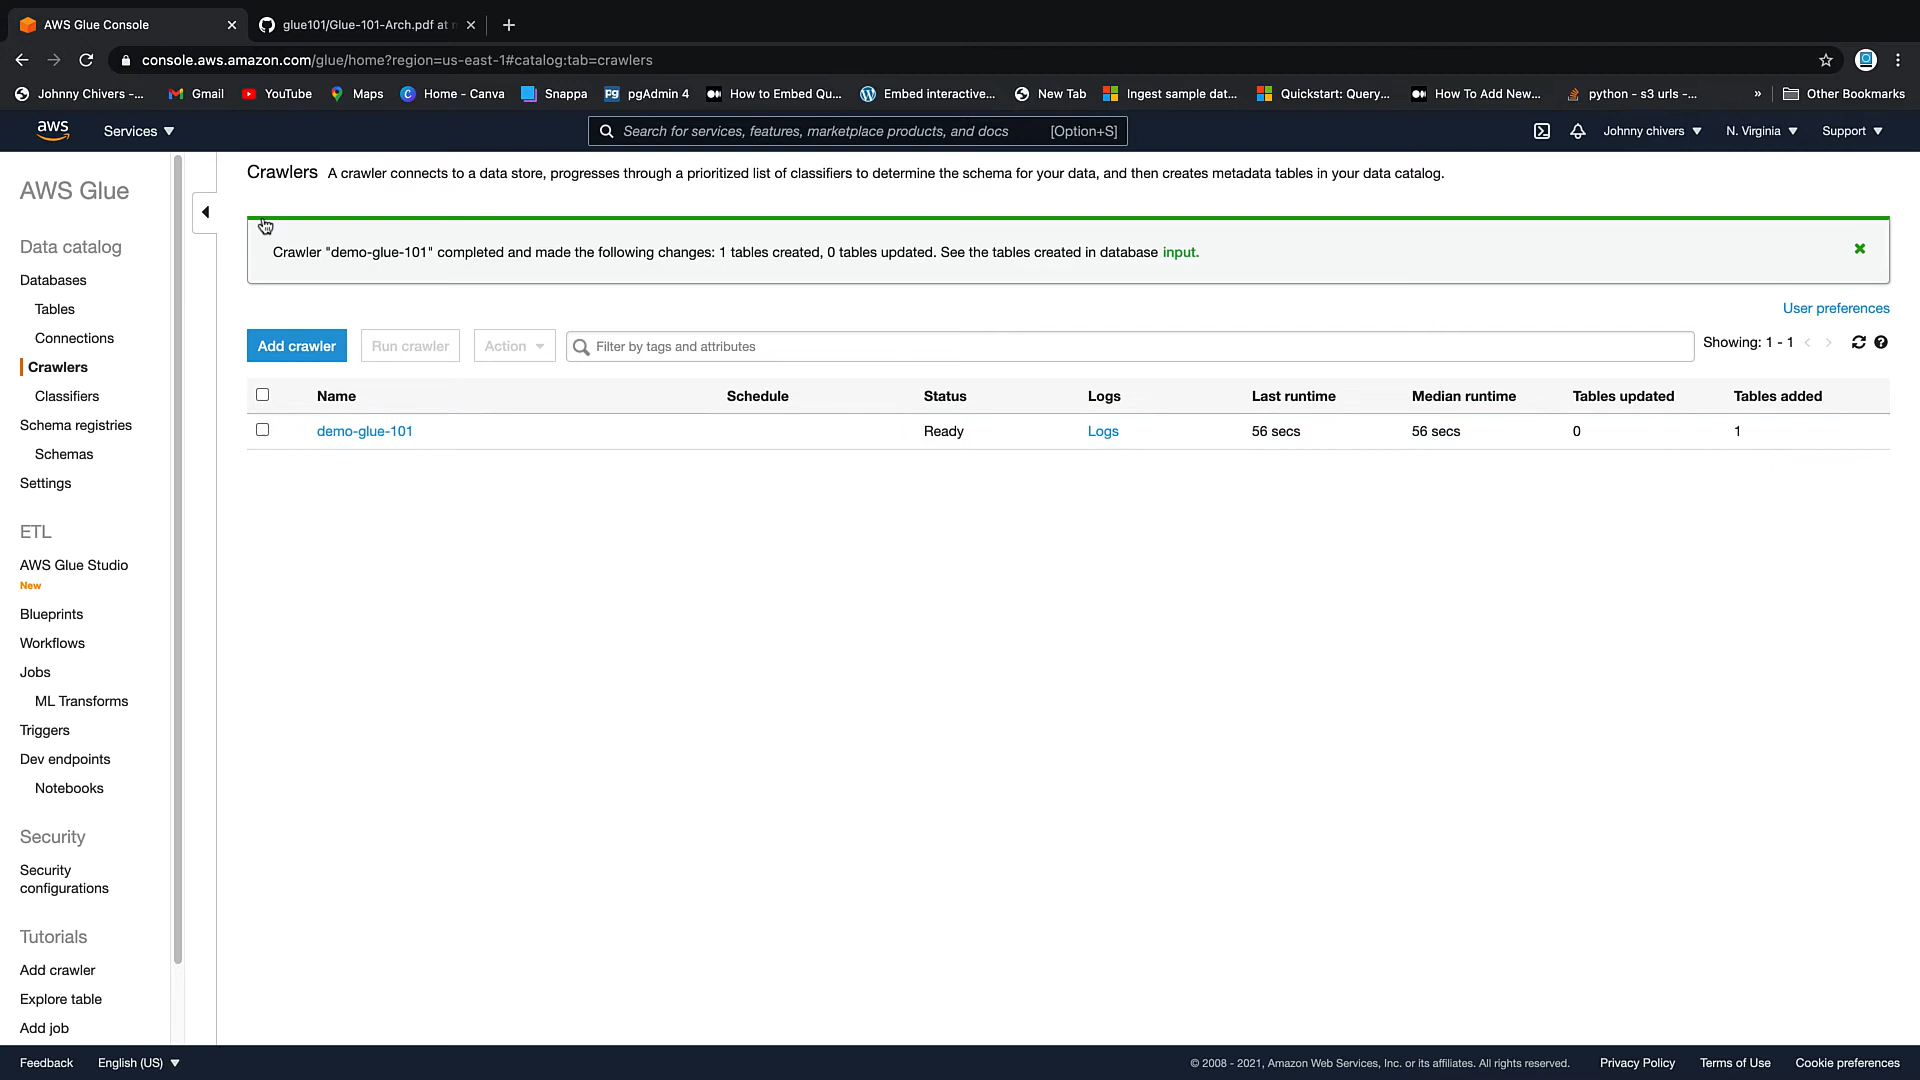 AWS Glue Console
glue101/Glue-101-Arch.pdf at
console.aws.amazon.com/glue/home?region=us-east-1#catalog:tab=crawlers
Johnny Chivers -... Gmail YouTube Maps Home - Canva Snappa pgAdmin 4 How to Embed Qu... Embed interactive... New Tab Ingest sample dat... Quickstart: Query,... How To Add New... python - s3 urls -... » Other Bookmarks
aws Services Search for services, features, marketplace products, and docs [Option+S] Johnny chivers N. Virginia Support
AWS Glue
Data catalog
Databases
Tables
Connections
Crawlers
Classifiers
Schema registries
Schemas
Settings
ETL
AWS Glue Studio
New
Blueprints
Workflows
Jobs
ML Transforms
Triggers
Dev endpoints
Notebooks
Security
Security
configurations
Tutorials
Add crawler
Explore table
Add job
Crawlers A crawler connects to a data store, progresses through a prioritized list of classifiers to determine the schema for your data, and then creates metadata tables in your data catalog.
Crawler "demo-glue-101" completed and made the following changes: 1 tables created, 0 tables updated. See the tables created in database input.
User preferences
Add crawler Run crawler Action Filter by tags and attributes Showing: 1 - 1
Name Schedule Status Logs Last runtime Median runtime Tables updated Tables added
demo-glue-101 Ready Logs 56 secs 56 secs 0 1
Feedback English (US) © 2008 - 2021, Amazon Web Services, Inc. or its affiliates. All rights reserved. Privacy Policy Terms of Use Cookie preferences